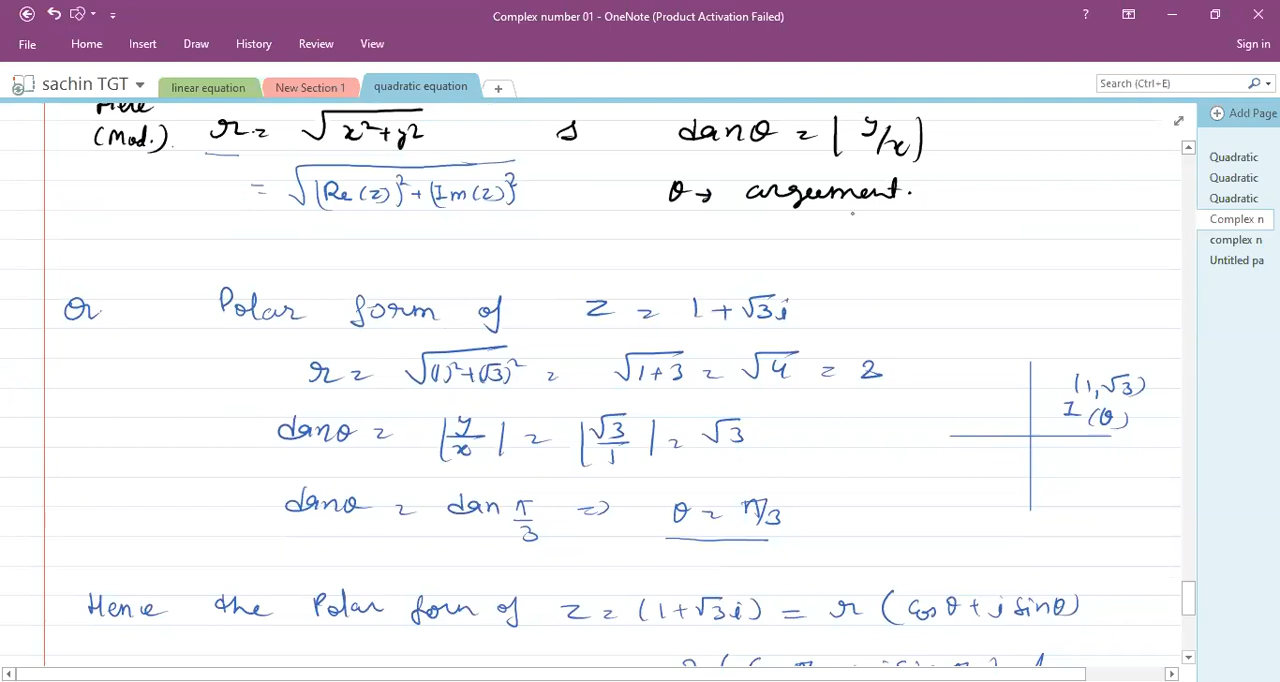 Complex number 01 - OneNote (Product Activation Failed)
File Home Insert Draw History Review View Sign in
sachin TGT linear equation New Section 1 quadratic equation + Search (Ctrl+E)
Add Page
Quadratic
Quadratic
Quadratic
Complex n
complex n
Untitled pa
Here
(Mod.) r = √x²+y² s tanθ = |y/x|
= √(Re(z))²+(Im(z))² θ → argument.
Or Polar form of z = 1+√3i
r = √(1)²+(√3)² = √1+3 = √4 = 2
(1,√3)
I (θ)
tanθ = |y/x| = |√3/1| = √3
tanθ = tan π/3 ⇒ θ = π/3
Hence the Polar form of z = (1+√3i) = r (cosθ + i sinθ)